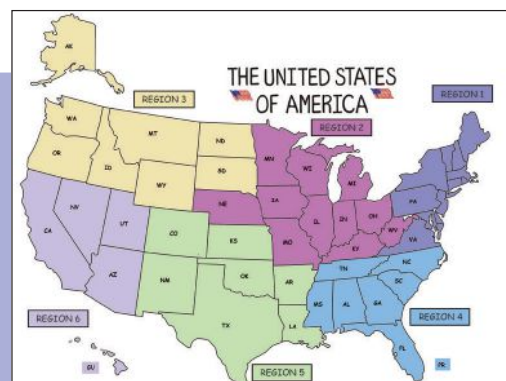 AK
THE UNITED STATES
OF AMERICA
REGION 3
REGION 1
REGION 2
WA
MT
ND
MN
OR
ID
SD
WI
MI
WY
NE
IA
PA
NV
UT
CO
KS
IL
IN
OH
WV
VA
CA
MO
KY
AZ
NM
OK
AR
TN
NC
SC
MS
AL
GA
TX
LA
FL
REGION 6
REGION 4
REGION 5
GU
PR